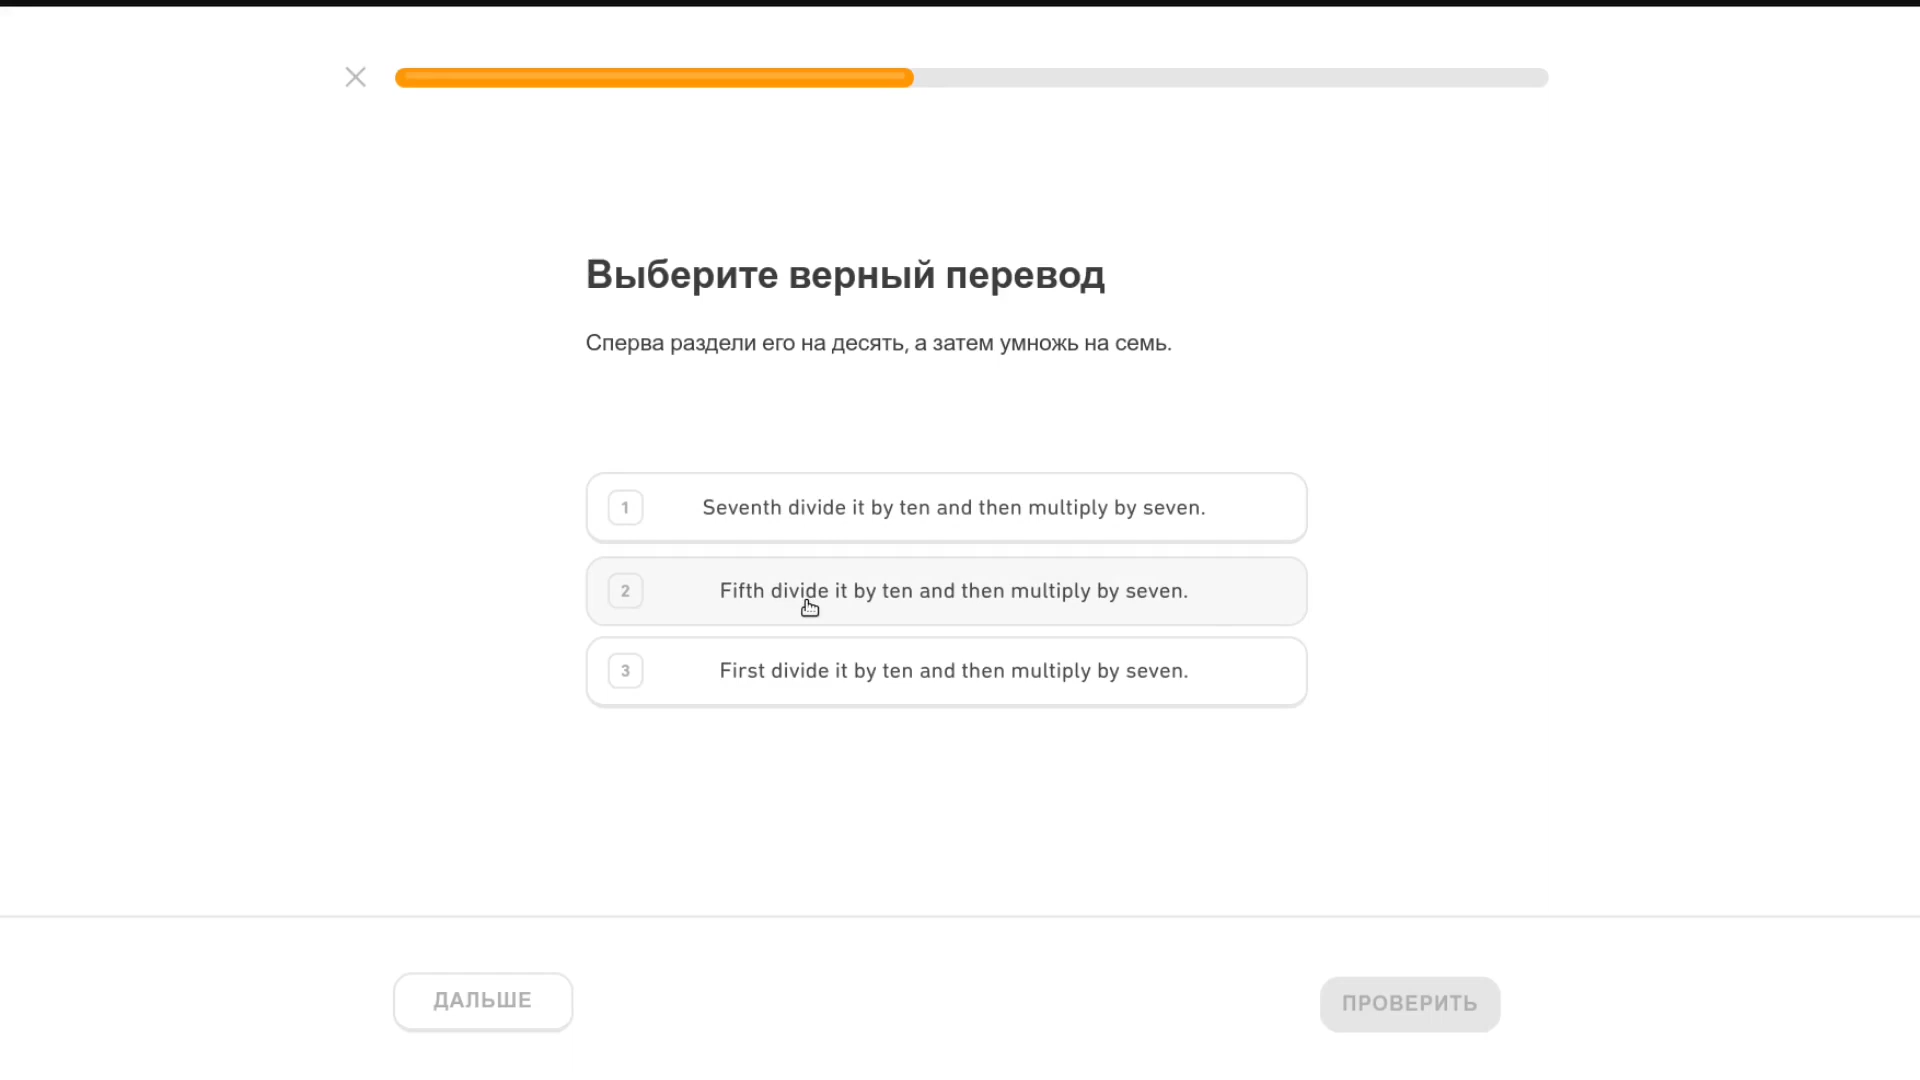 Выберите верный перевод
Сперва раздели его на десять, а затем умножь на семь.
1 Seventh divide it by ten and then multiply by seven.
2 Fifth divide it by ten and then multiply by seven.
3 First divide it by ten and then multiply by seven.
ДАЛЬШЕ
ПРОВЕРИТЬ